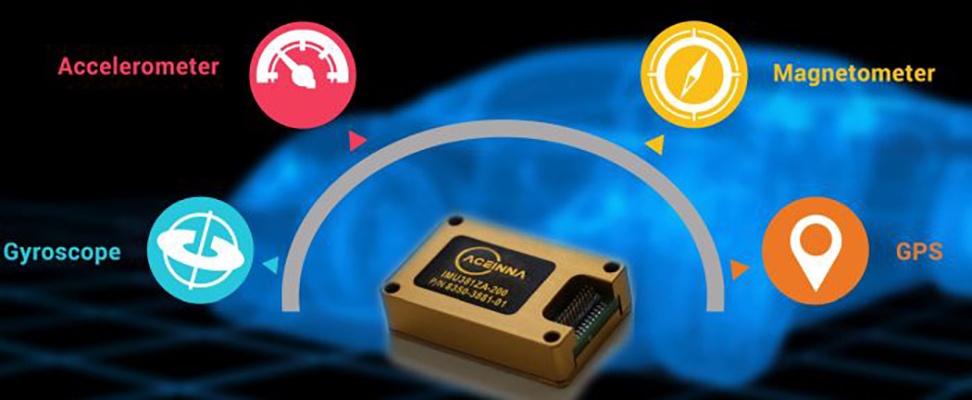 Accelerometer
Magnetometer
Gyroscope
GPS
ACEINNA
IMU381ZA-200
P/N 8350-3881-01